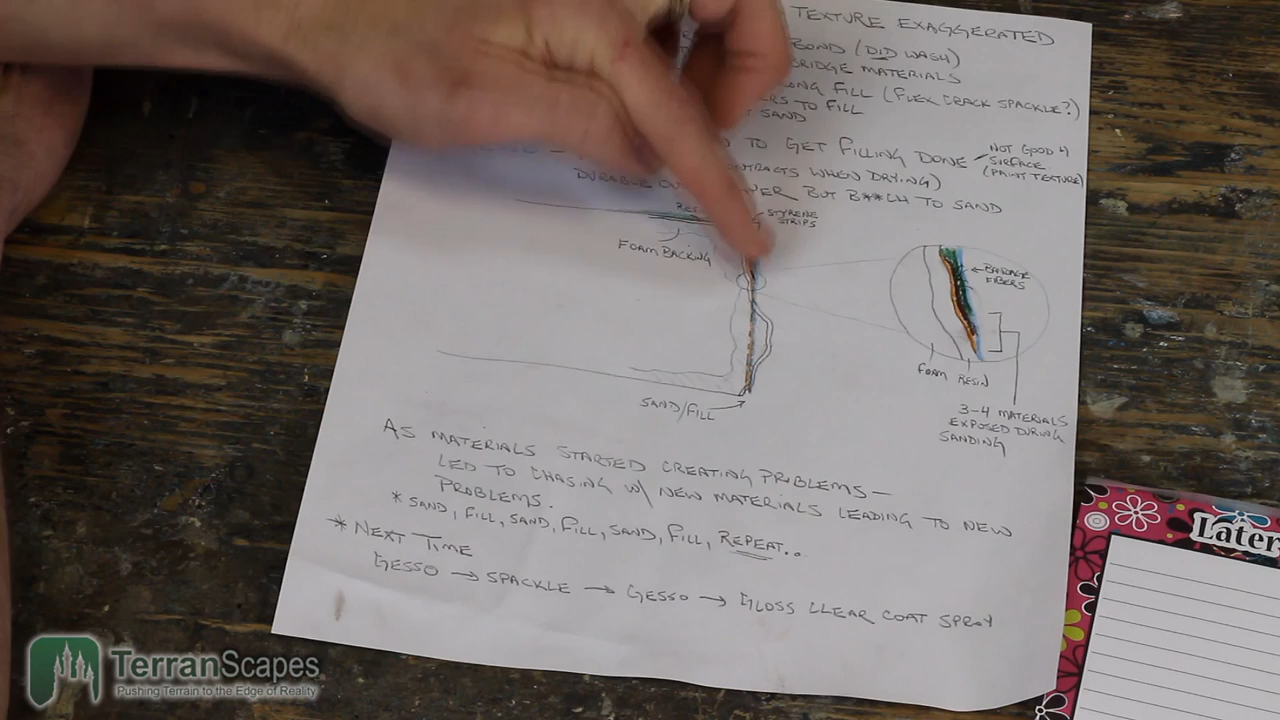 TEXTURE EXAGGERATED
BOND (DID WASH)
BRIDGE MATERIALS
FILL (FLEX CRACK SPACKLE?)
TO FILL
SAND
TO GET FILLING DONE
NOT GOOD 4
SURFACE
(PAINT TEXTURE)
WHEN DRYING)
DURABLE BUT B**CH TO SAND
STYRENE
STRIPS
FOAM BACKING
BANDAGE
FIBERS
FOAM RESIN
SAND/FILL
3-4 MATERIALS
EXPOSED DURING
SANDING
AS MATERIALS STARTED CREATING PROBLEMS -
LED TO CHASING W/ NEW MATERIALS LEADING TO NEW
PROBLEMS.
* SAND, FILL, SAND, FILL, SAND, FILL, REPEAT...
* NEXT TIME
GESSO → SPACKLE → GESSO → GLOSS CLEAR COAT SPRAY
Later
TerranScapes
Pushing Terrain to the Edge of Reality